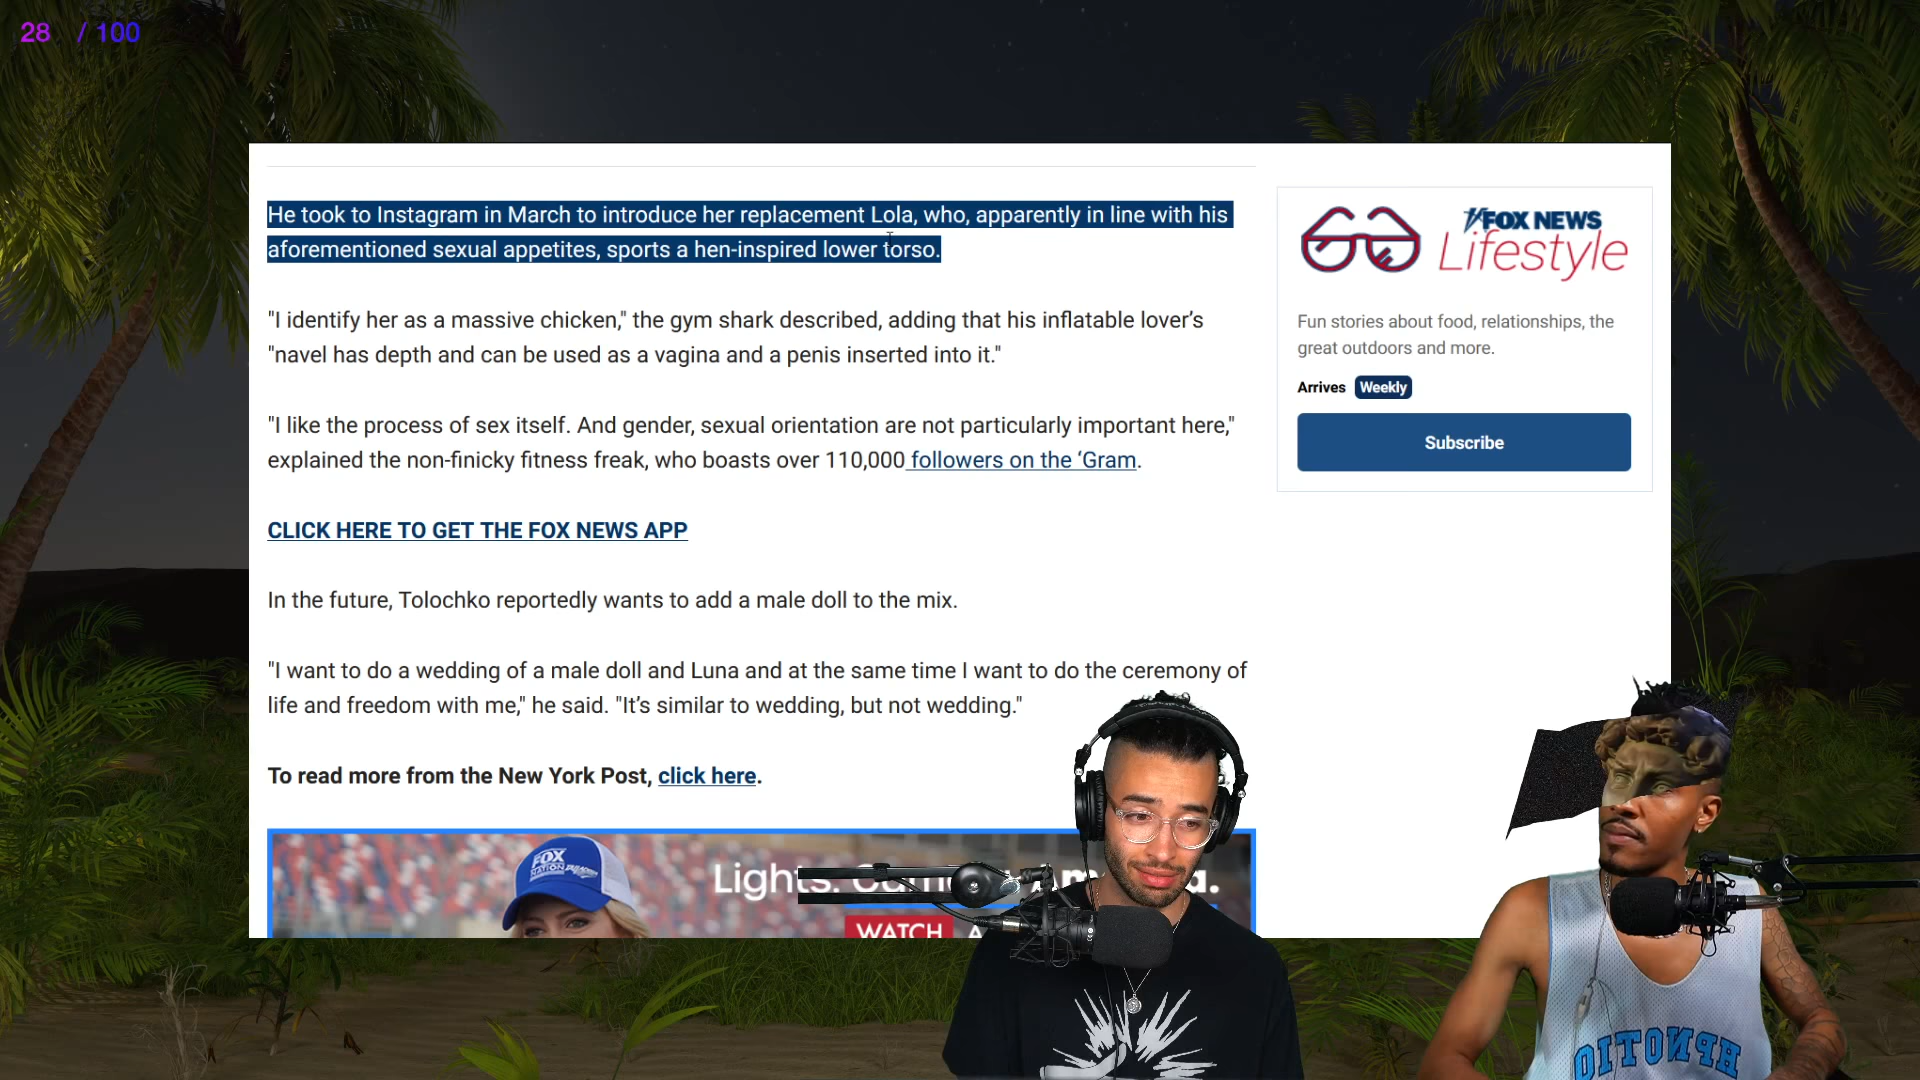 28 / 100
He took to Instagram in March to introduce her replacement Lola, who, apparently in line with his
aforementioned sexual appetites, sports a hen-inspired lower torso.
"I identify her as a massive chicken," the gym shark described, adding that his inflatable lover’s
"navel has depth and can be used as a vagina and a penis inserted into it."
"I like the process of sex itself. And gender, sexual orientation are not particularly important here,"
explained the non-finicky fitness freak, who boasts over 110,000 followers on the ‘Gram.
CLICK HERE TO GET THE FOX NEWS APP
In the future, Tolochko reportedly wants to add a male doll to the mix.
"I want to do a wedding of a male doll and Luna and at the same time I want to do the ceremony of
life and freedom with me," he said. "It’s similar to wedding, but not wedding."
To read more from the New York Post, click here.
FOX NEWS
Lifestyle
Fun stories about food, relationships, the
great outdoors and more.
Arrives Weekly
Subscribe
FOX
NATION
Lights.
WATCH